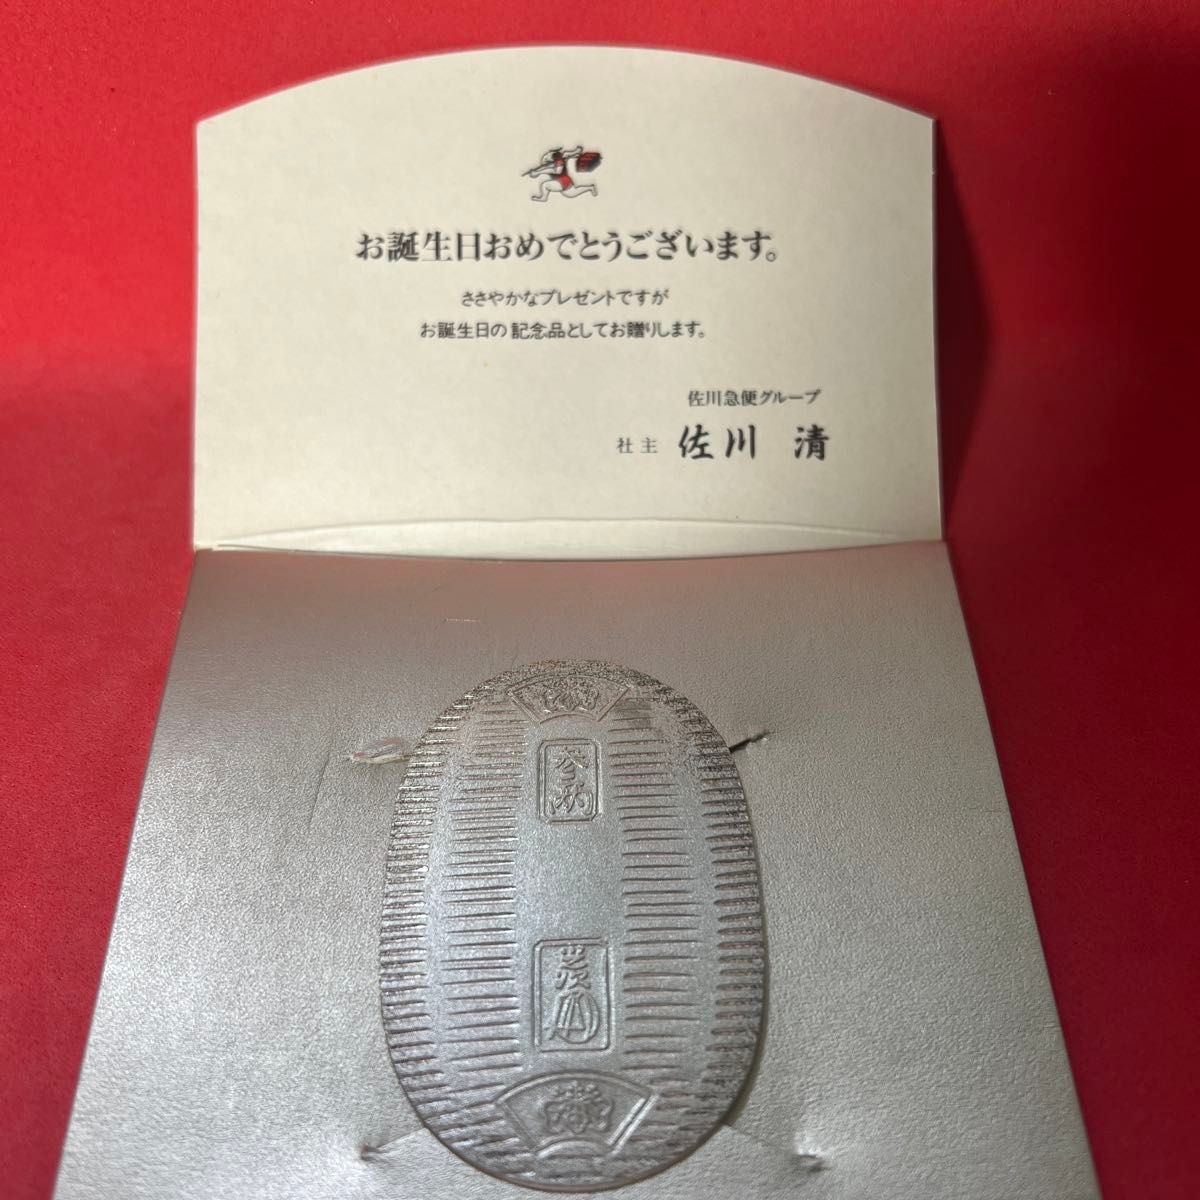 お誕生日おめでとうございます。
ささやかなプレゼントですが
お誕生日の記念品としてお贈りします。
佐川急便グループ
社主 佐川 清